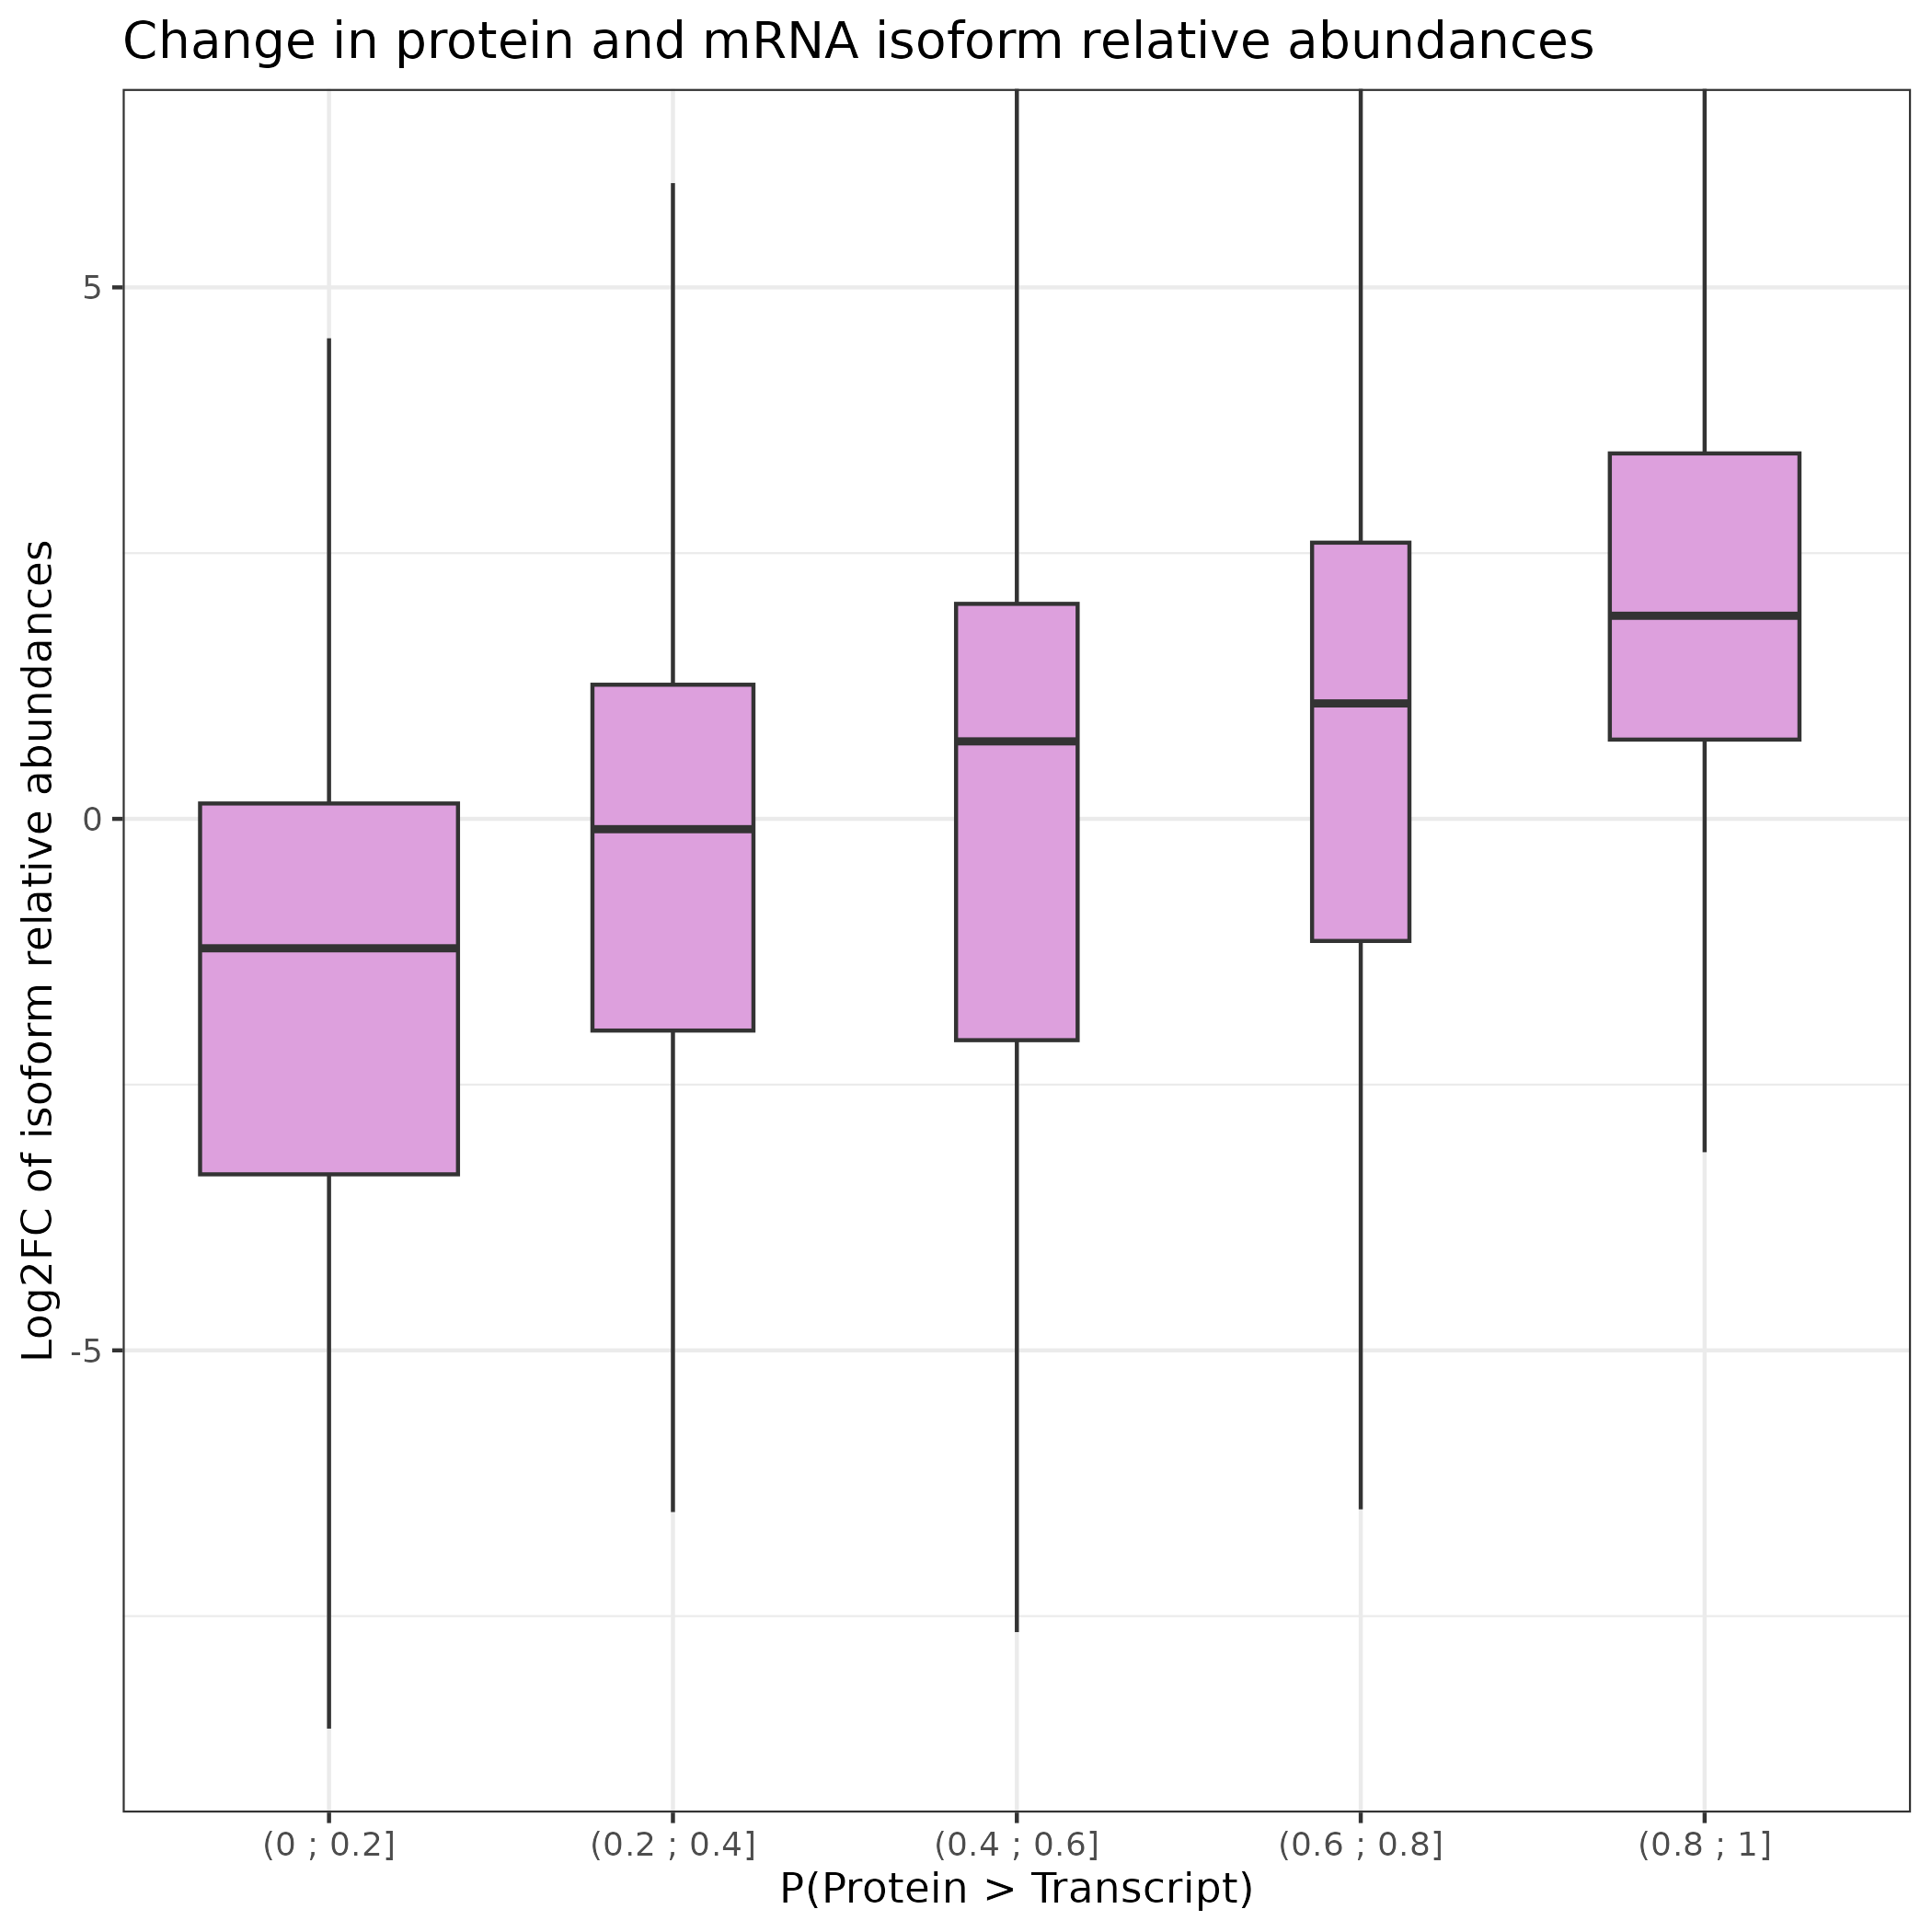 Change in protein and mRNA isoform relative abundances
Log2FC of isoform relative abundances
5
0
-5
(0 ; 0.2]
(0.2 ; 0.4]
(0.4 ; 0.6]
(0.6 ; 0.8]
(0.8 ; 1]
P(Protein > Transcript)